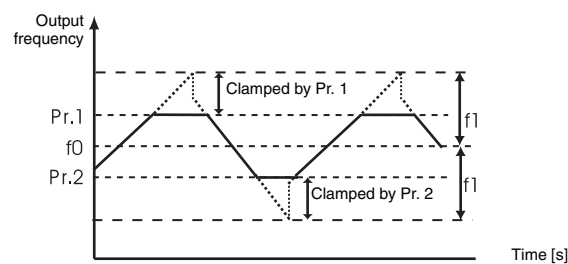 Output
frequency
Clamped by Pr. 1
Pr.1
f1
f0
Pr.2
f1
Clamped by Pr. 2
Time [s]